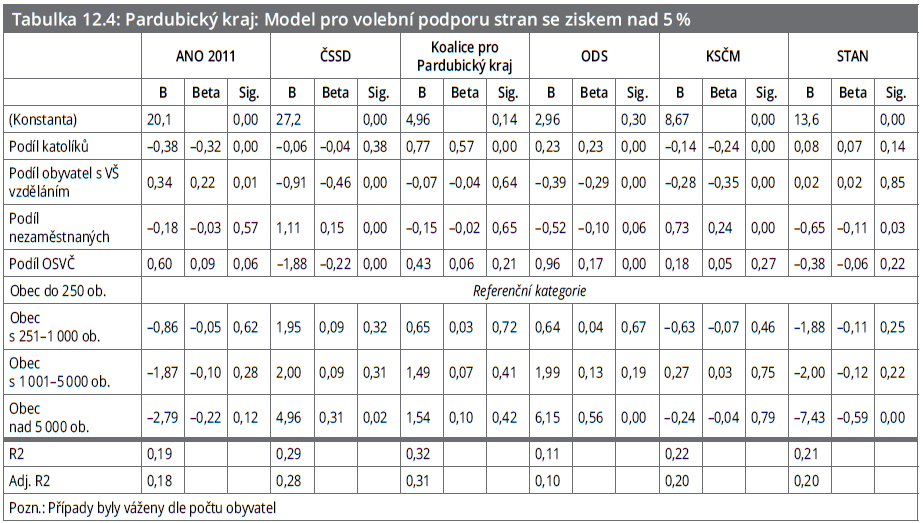 Tabulka 12.4: Pardubický kraj: Model pro volební podporu stran se ziskem nad 5 %
ANO 2011 ČSSD Koalice pro Pardubický kraj ODS KSČM STAN
B Beta Sig. B Beta Sig. B Beta Sig. B Beta Sig. B Beta Sig. B Beta Sig.
(Konstanta) 20,1 0,00 27,2 0,00 4,96 0,14 2,96 0,30 8,67 0,00 13,6 0,00
Podíl katolíků –0,38 –0,32 0,00 –0,06 –0,04 0,38 0,77 0,57 0,00 0,23 0,23 0,00 –0,14 –0,24 0,00 0,08 0,07 0,14
Podíl obyvatel s VŠ vzděláním 0,34 0,22 0,01 –0,91 –0,46 0,00 –0,07 –0,04 0,64 –0,39 –0,29 0,00 –0,28 –0,35 0,00 0,02 0,02 0,85
Podíl nezaměstnaných –0,18 –0,03 0,57 1,11 0,15 0,00 –0,15 –0,02 0,65 –0,52 –0,10 0,06 0,73 0,24 0,00 –0,65 –0,11 0,03
Podíl OSVČ 0,60 0,09 0,06 –1,88 –0,22 0,00 0,43 0,06 0,21 0,96 0,17 0,00 0,18 0,05 0,27 –0,38 –0,06 0,22
Obec do 250 ob. Referenční kategorie
Obec s 251–1 000 ob. –0,86 –0,05 0,62 1,95 0,09 0,32 0,65 0,03 0,72 0,64 0,04 0,67 –0,63 –0,07 0,46 –1,88 –0,11 0,25
Obec s 1 001–5 000 ob. –1,87 –0,10 0,28 2,00 0,09 0,31 1,49 0,07 0,41 1,99 0,13 0,19 0,27 0,03 0,75 –2,00 –0,12 0,22
Obec nad 5 000 ob. –2,79 –0,22 0,12 4,96 0,31 0,02 1,54 0,10 0,42 6,15 0,56 0,00 –0,24 –0,04 0,79 –7,43 –0,59 0,00
R2 0,19 0,29 0,32 0,11 0,22 0,21
Adj. R2 0,18 0,28 0,31 0,10 0,20 0,20
Pozn.: Případy byly váženy dle počtu obyvatel